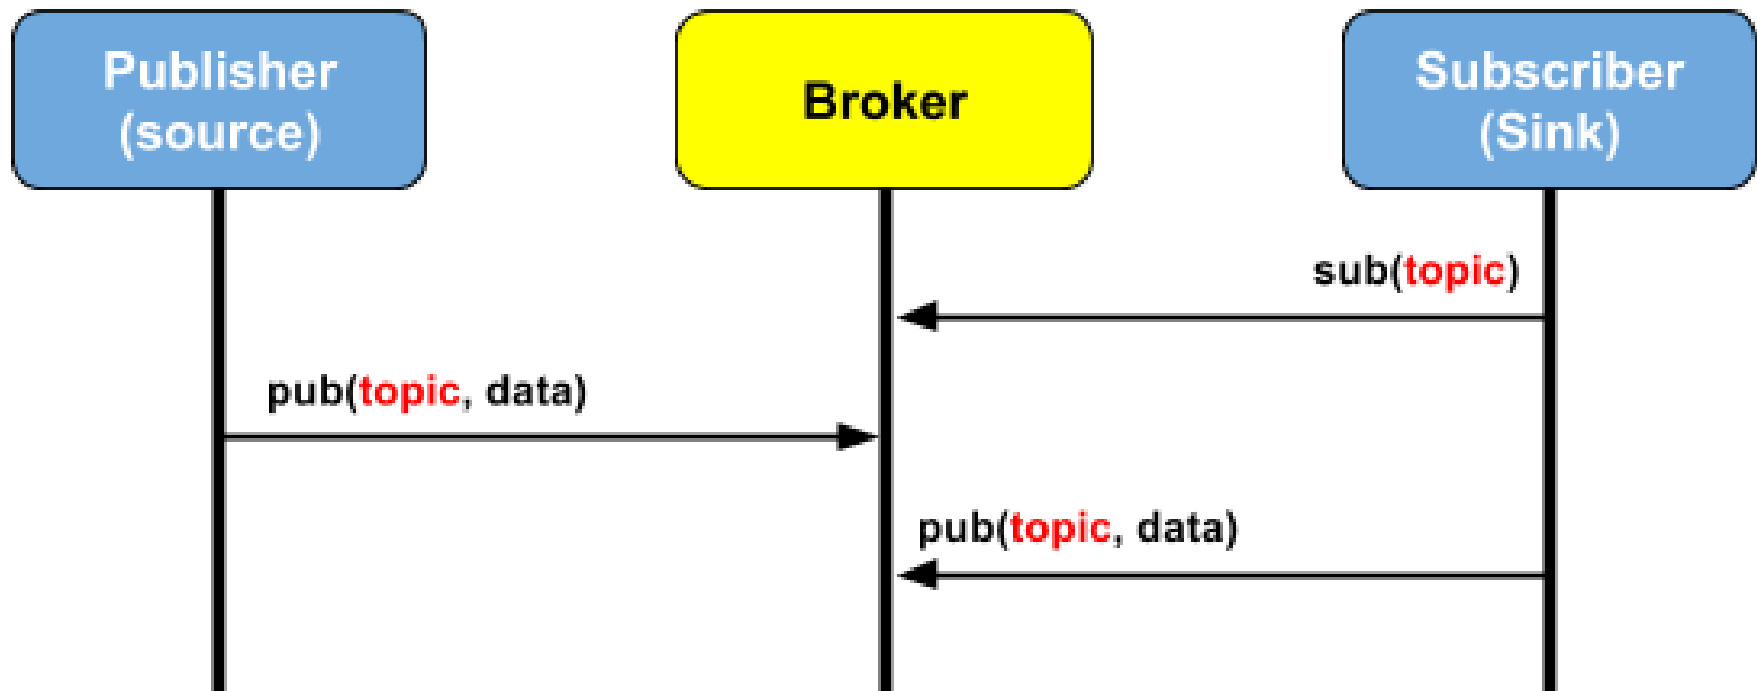 Publisher
(source)
Broker
Subscriber
(Sink)
sub(topic)
pub(topic, data)
pub(topic, data)